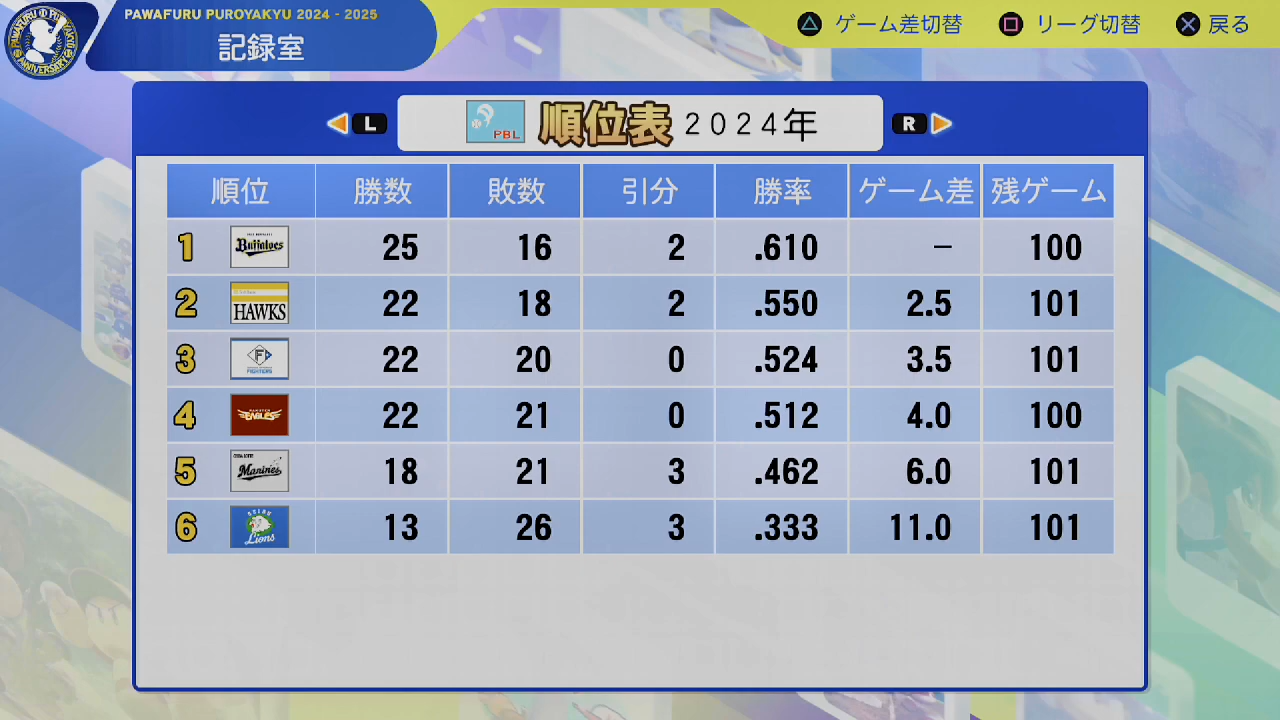 PAWAFURU PUROYAKYU 2024 - 2025
記録室
ゲーム差切替 リーグ切替 戻る
L PBL 順位表 2024年 R
順位 勝数 敗数 引分 勝率 ゲーム差 残ゲーム
1 Buffaloes 25 16 2 .610 － 100
2 HAWKS 22 18 2 .550 2.5 101
3 F FIGHTERS 22 20 0 .524 3.5 101
4 EAGLES 22 21 0 .512 4.0 100
5 Marines 18 21 3 .462 6.0 101
6 SEIBU Lions 13 26 3 .333 11.0 101